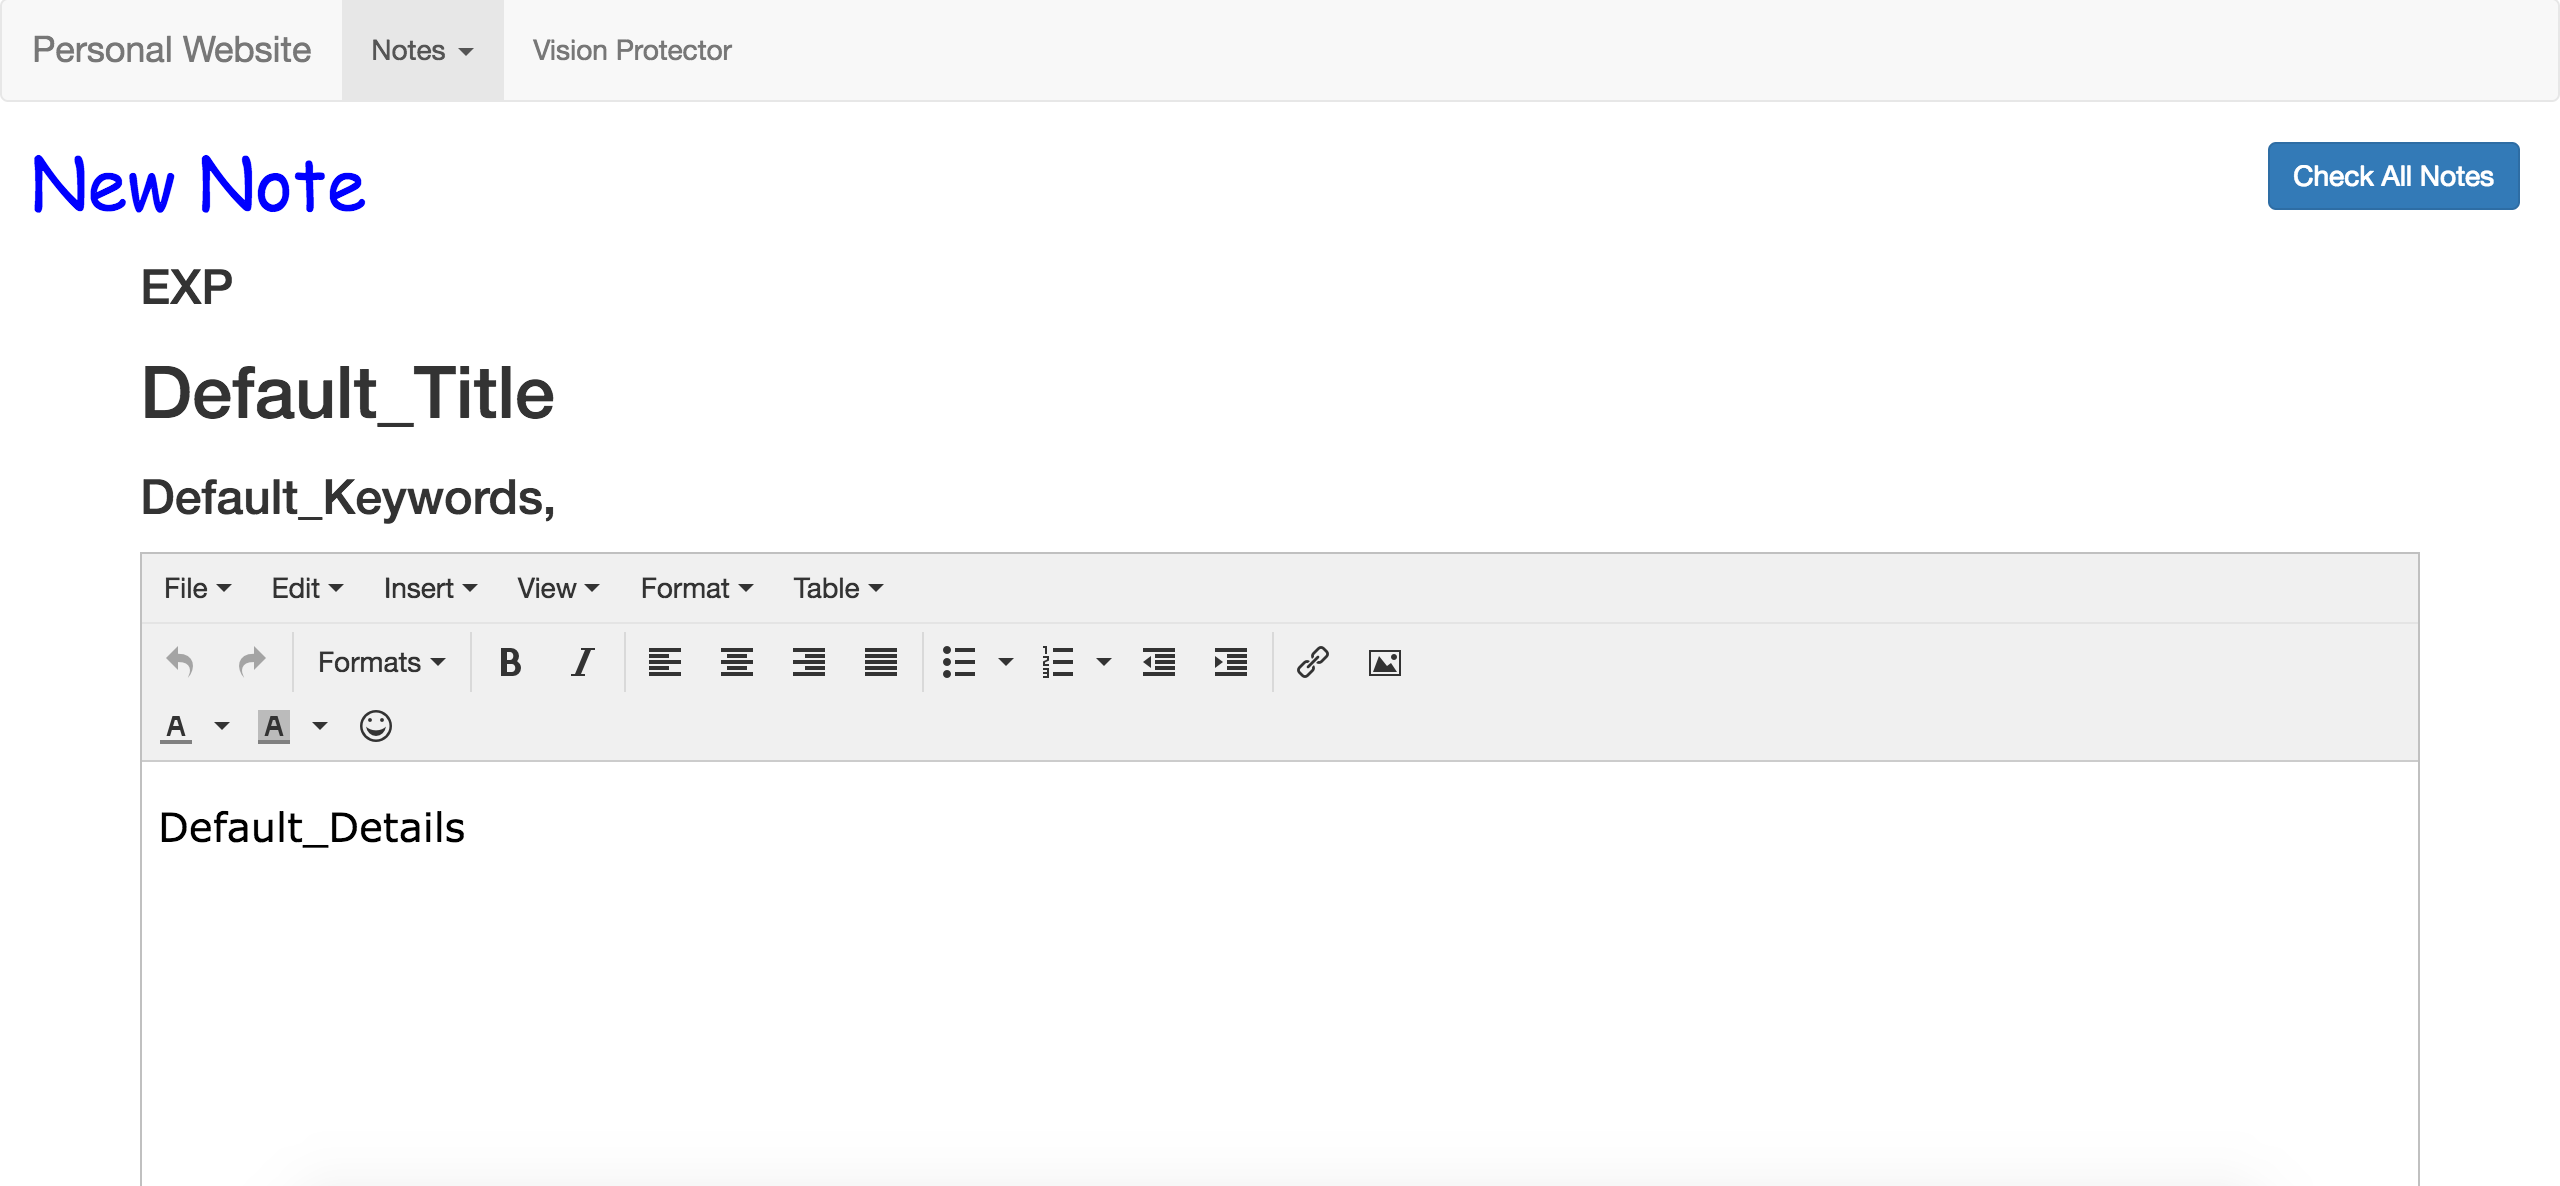 Personal Website Notes Vision Protector
New Note
Check All Notes
EXP
Default_Title
Default_Keywords,
File Edit Insert View Format Table
Formats B I
A A
Default_Details